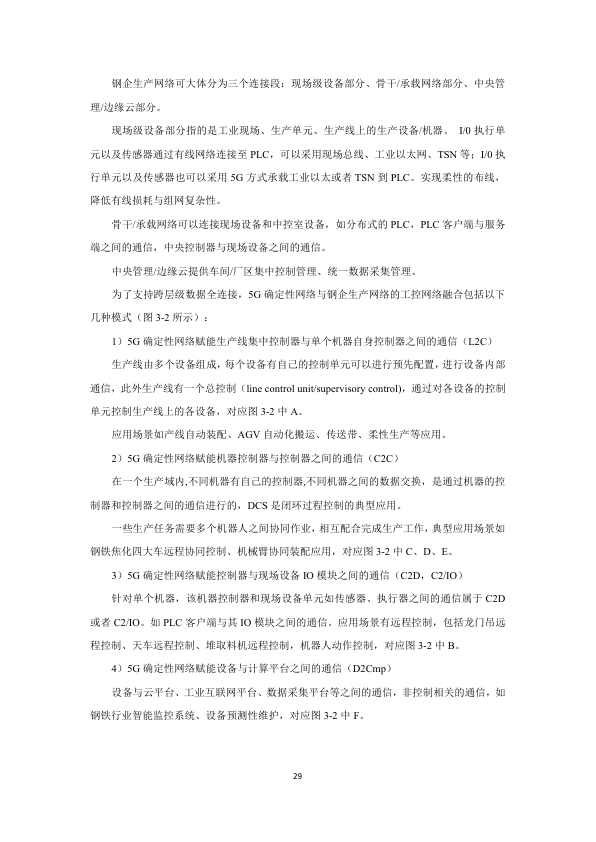 钢企生产网络可大体分为三个连接段：现场级设备部分、骨干/承载网络部分、中央管
理/边缘云部分。
现场级设备部分指的是工业现场、生产单元、生产线上的生产设备/机器。 I/0 执行单
元以及传感器通过有线网络连接至 PLC，可以采用现场总线、工业以太网、TSN 等；I/0 执
行单元以及传感器也可以采用 5G 方式承载工业以太或者 TSN 到 PLC。实现柔性的布线，
降低有线损耗与组网复杂性。
骨干/承载网络可以连接现场设备和中控室设备，如分布式的 PLC，PLC 客户端与服务
端之间的通信，中央控制器与现场设备之间的通信。
中央管理/边缘云提供车间/厂区集中控制管理、统一数据采集管理。
为了支持跨层级数据全连接，5G 确定性网络与钢企生产网络的工控网络融合包括以下
几种模式（图 3-2 所示）：
1）5G 确定性网络赋能生产线集中控制器与单个机器自身控制器之间的通信（L2C）
生产线由多个设备组成，每个设备有自己的控制单元可以进行预先配置，进行设备内部
通信，此外生产线有一个总控制（line control unit/supervisory control)，通过对各设备的控制
单元控制生产线上的各设备，对应图 3-2 中 A。
应用场景如产线自动装配、AGV 自动化搬运、传送带、柔性生产等应用。
2）5G 确定性网络赋能机器控制器与控制器之间的通信（C2C）
在一个生产域内,不同机器有自己的控制器,不同机器之间的数据交换，是通过机器的控
制器和控制器之间的通信进行的，DCS 是闭环过程控制的典型应用。
一些生产任务需要多个机器人之间协同作业，相互配合完成生产工作，典型应用场景如
钢铁焦化四大车远程协同控制、机械臂协同装配应用，对应图 3-2 中 C、D、E。
3）5G 确定性网络赋能控制器与现场设备 IO 模块之间的通信（C2D，C2/IO）
针对单个机器，该机器控制器和现场设备单元如传感器、执行器之间的通信属于 C2D
或者 C2/IO。如 PLC 客户端与其 IO 模块之间的通信。应用场景有远程控制，包括龙门吊远
程控制、天车远程控制、堆取料机远程控制，机器人动作控制，对应图 3-2 中 B。
4）5G 确定性网络赋能设备与计算平台之间的通信（D2Cmp）
设备与云平台、工业互联网平台、数据采集平台等之间的通信，非控制相关的通信，如
钢铁行业智能监控系统、设备预测性维护，对应图 3-2 中 F。
29